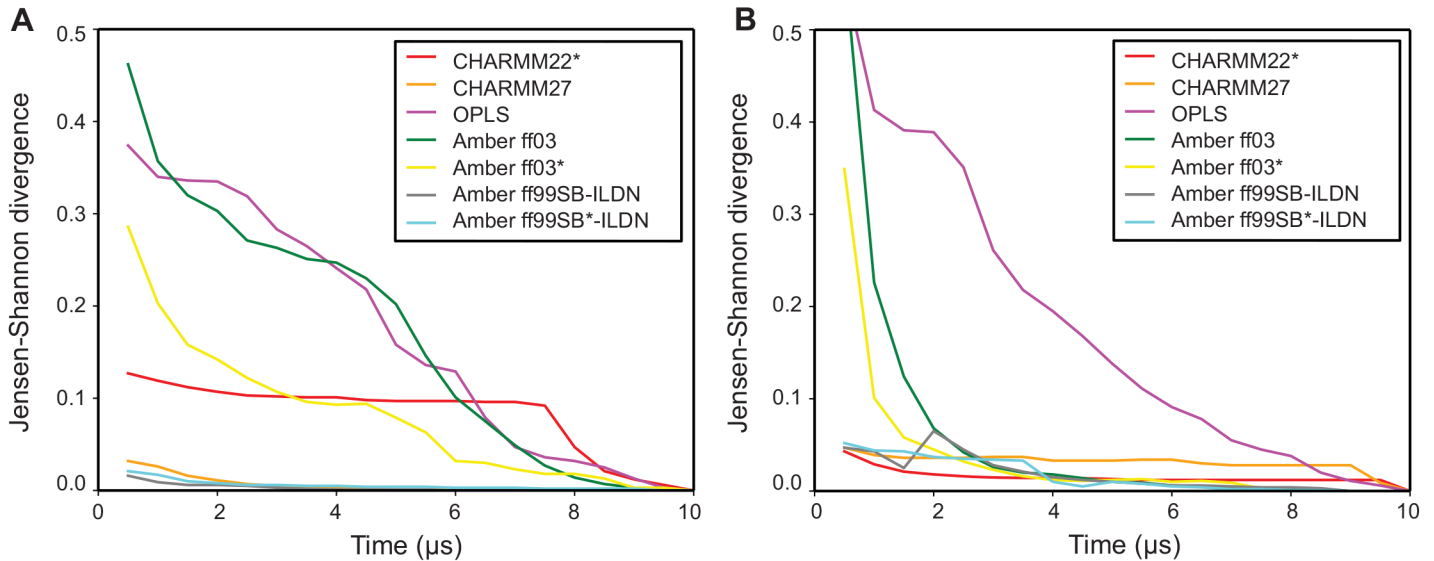 A
Jensen-Shannon divergence
0.5
0.4
0.3
0.2
0.1
0.0
0
2
4
6
8
10
Time (µs)
CHARMM22*
CHARMM27
OPLS
Amber ff03
Amber ff03*
Amber ff99SB-ILDN
Amber ff99SB*-ILDN
B
Jensen-Shannon divergence
0.5
0.4
0.3
0.2
0.1
0.0
0
2
4
6
8
10
Time (µs)
CHARMM22*
CHARMM27
OPLS
Amber ff03
Amber ff03*
Amber ff99SB-ILDN
Amber ff99SB*-ILDN